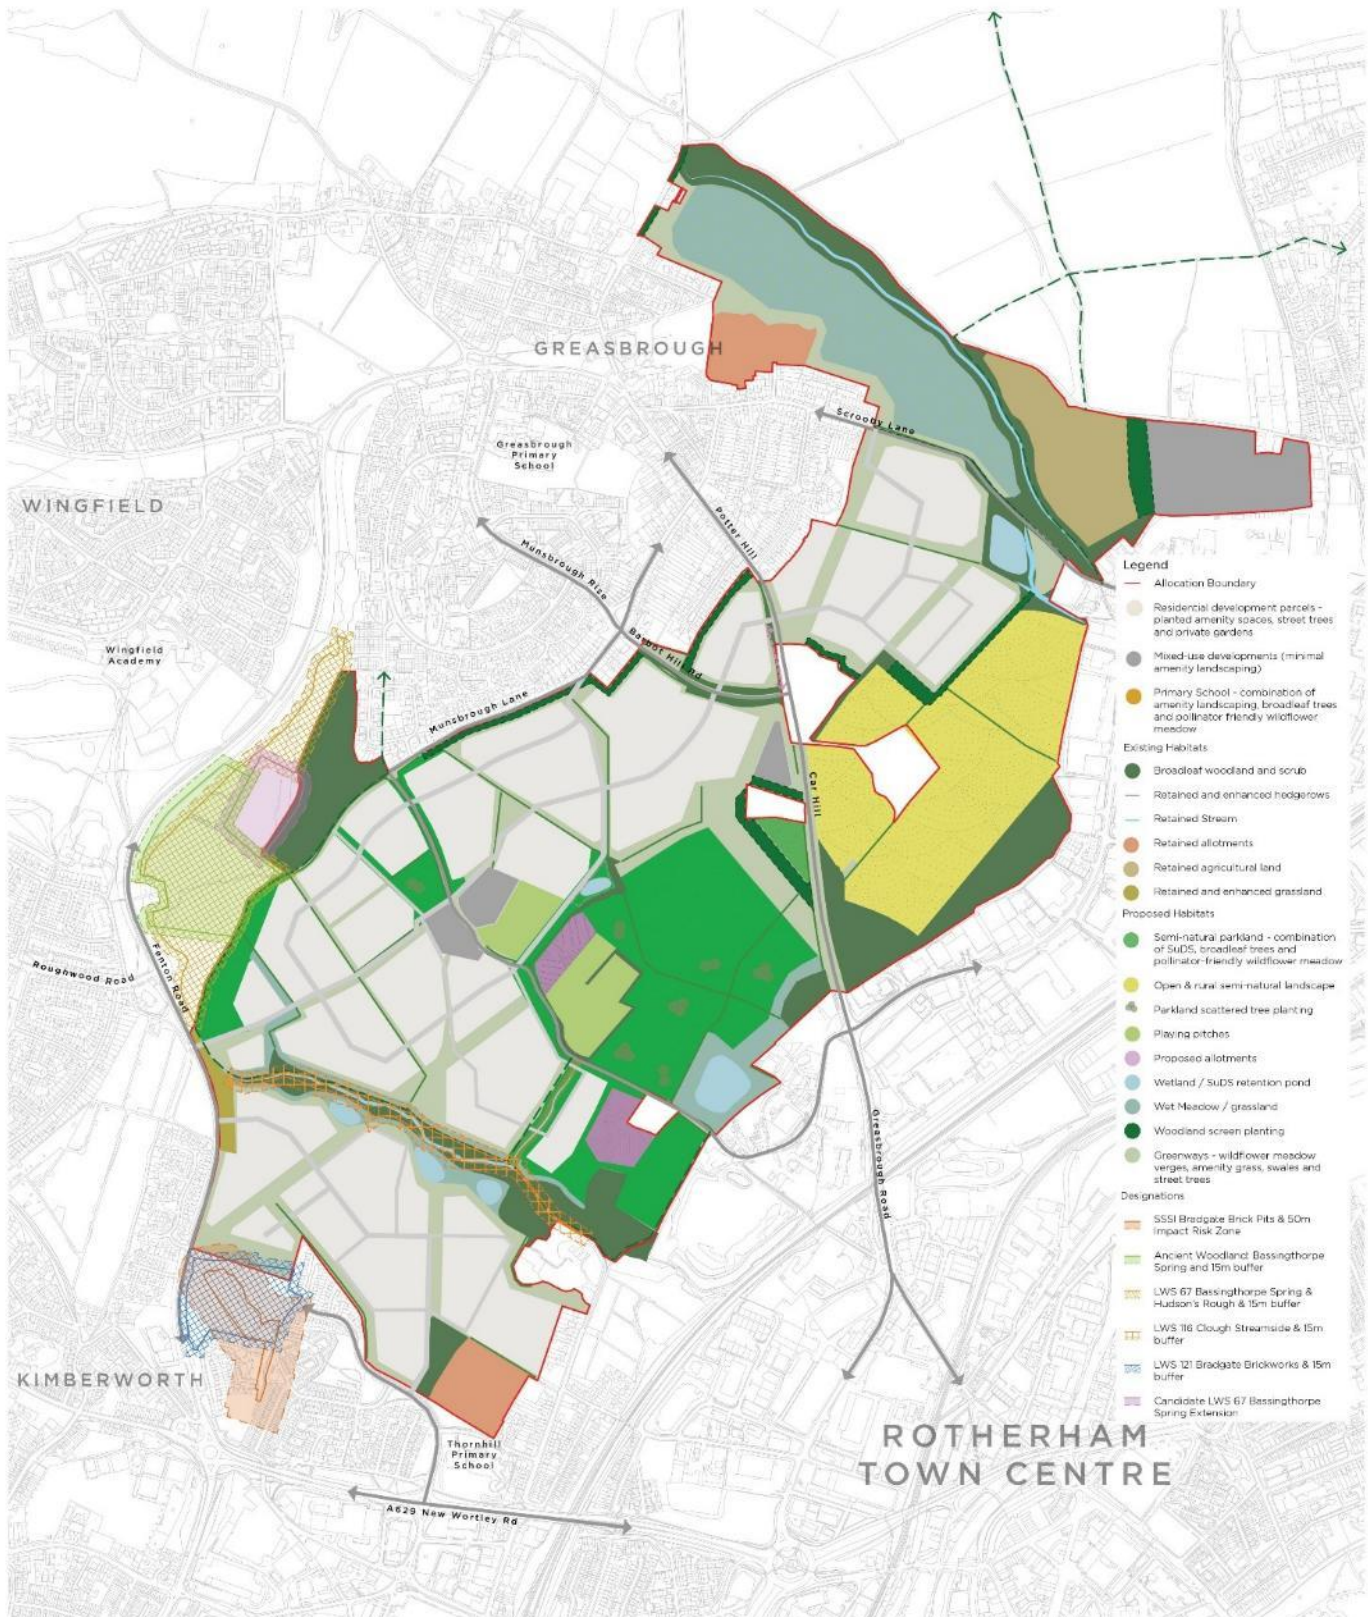 GREASBROUGH
Scrooby Lane
Greasbrough
Primary
School
WINGFIELD
Potter Hill
Munsbrough Rise
Barbot Hill Rd
Wingfield
Academy
Munsbrough Lane
Car Hill
Roughwood Road
Fenton Road
Greasbrough Road
KIMBERWORTH
Thornhill
Primary
School
A629 New Wortley Rd
ROTHERHAM
TOWN CENTRE
Legend
Allocation Boundary
Residential development parcels -
planted amenity spaces, street trees
and private gardens
Mixed-use developments (minimal
amenity landscaping)
Primary School - combination of
amenity landscaping, broadleaf trees
and pollinator friendly wildflower
meadow
Existing Habitats
Broadleaf woodland and scrub
Retained and enhanced hedgerows
Retained Stream
Retained allotments
Retained agricultural land
Retained and enhanced grassland
Proposed Habitats
Semi-natural parkland - combination
of SuDS, broadleaf trees and
pollinator-friendly wildflower meadow
Open & rural semi-natural landscape
Parkland scattered tree planting
Playing pitches
Proposed allotments
Wetland / SuDS retention pond
Wet Meadow / grassland
Woodland screen planting
Greenways - wildflower meadow
verges, amenity grass, swales and
street trees
Designations
SSSI Bradgate Brick Pits & 50m
Impact Risk Zone
Ancient Woodland: Bassingthorpe
Spring and 15m buffer
LWS 67 Bassingthorpe Spring &
Hudson's Rough & 15m buffer
LWS 116 Clough Streamside & 15m
buffer
LWS 121 Bradgate Brickworks & 15m
buffer
Candidate LWS 67 Bassingthorpe
Spring Extension